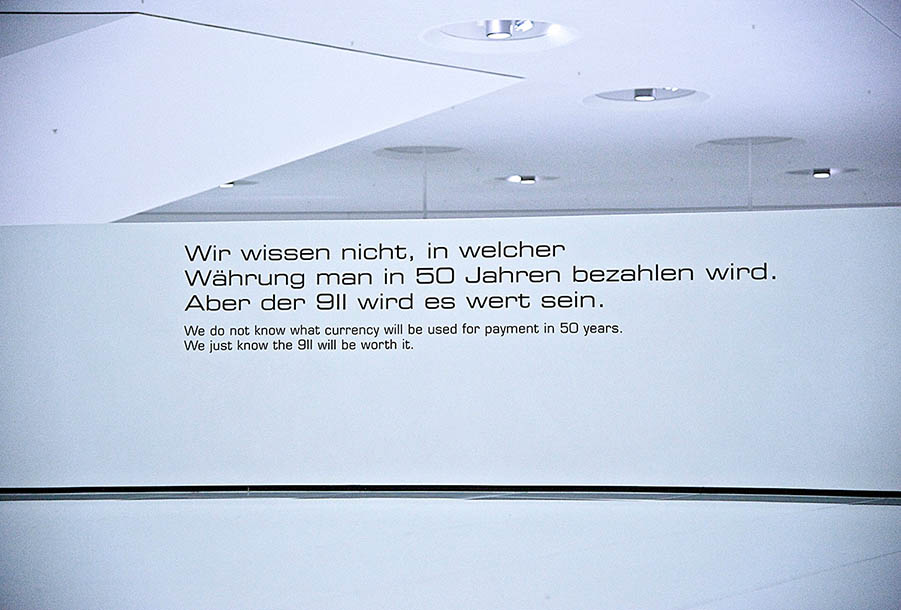 Wir wissen nicht, in welcher
Währung man in 50 Jahren bezahlen wird.
Aber der 911 wird es wert sein.
We do not know what currency will be used for payment in 50 years.
We just know the 911 will be worth it.